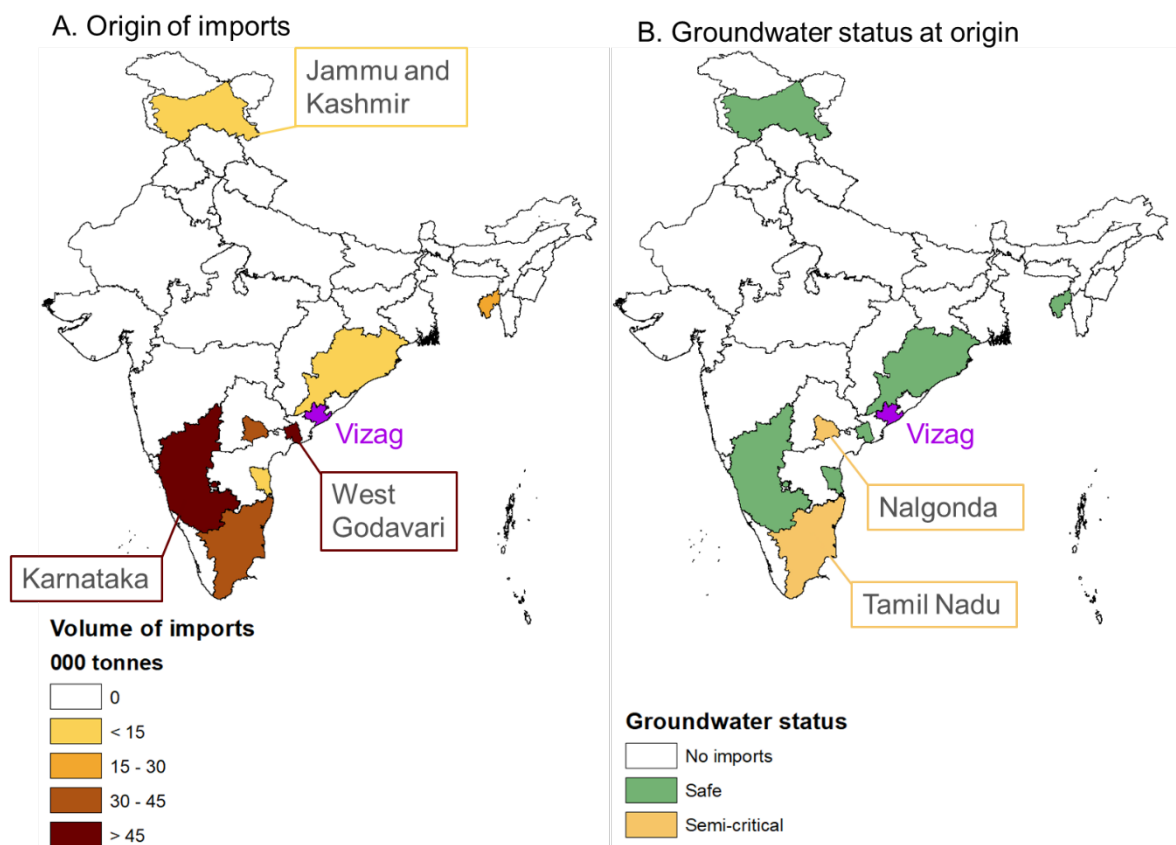 A. Origin of imports
Jammu and
Kashmir
Vizag
West
Godavari
Karnataka
Volume of imports
000 tonnes
0
< 15
15 - 30
30 - 45
> 45
B. Groundwater status at origin
Vizag
Nalgonda
Tamil Nadu
Groundwater status
No imports
Safe
Semi-critical